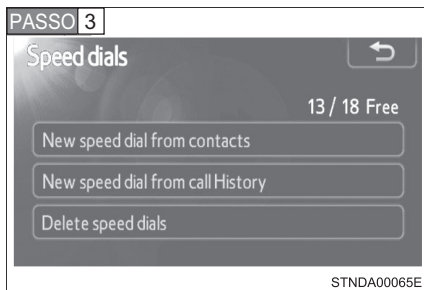 PASSO 3
Speed dials
13 / 18 Free
New speed dial from contacts
New speed dial from call History
Delete speed dials
STNDA00065E